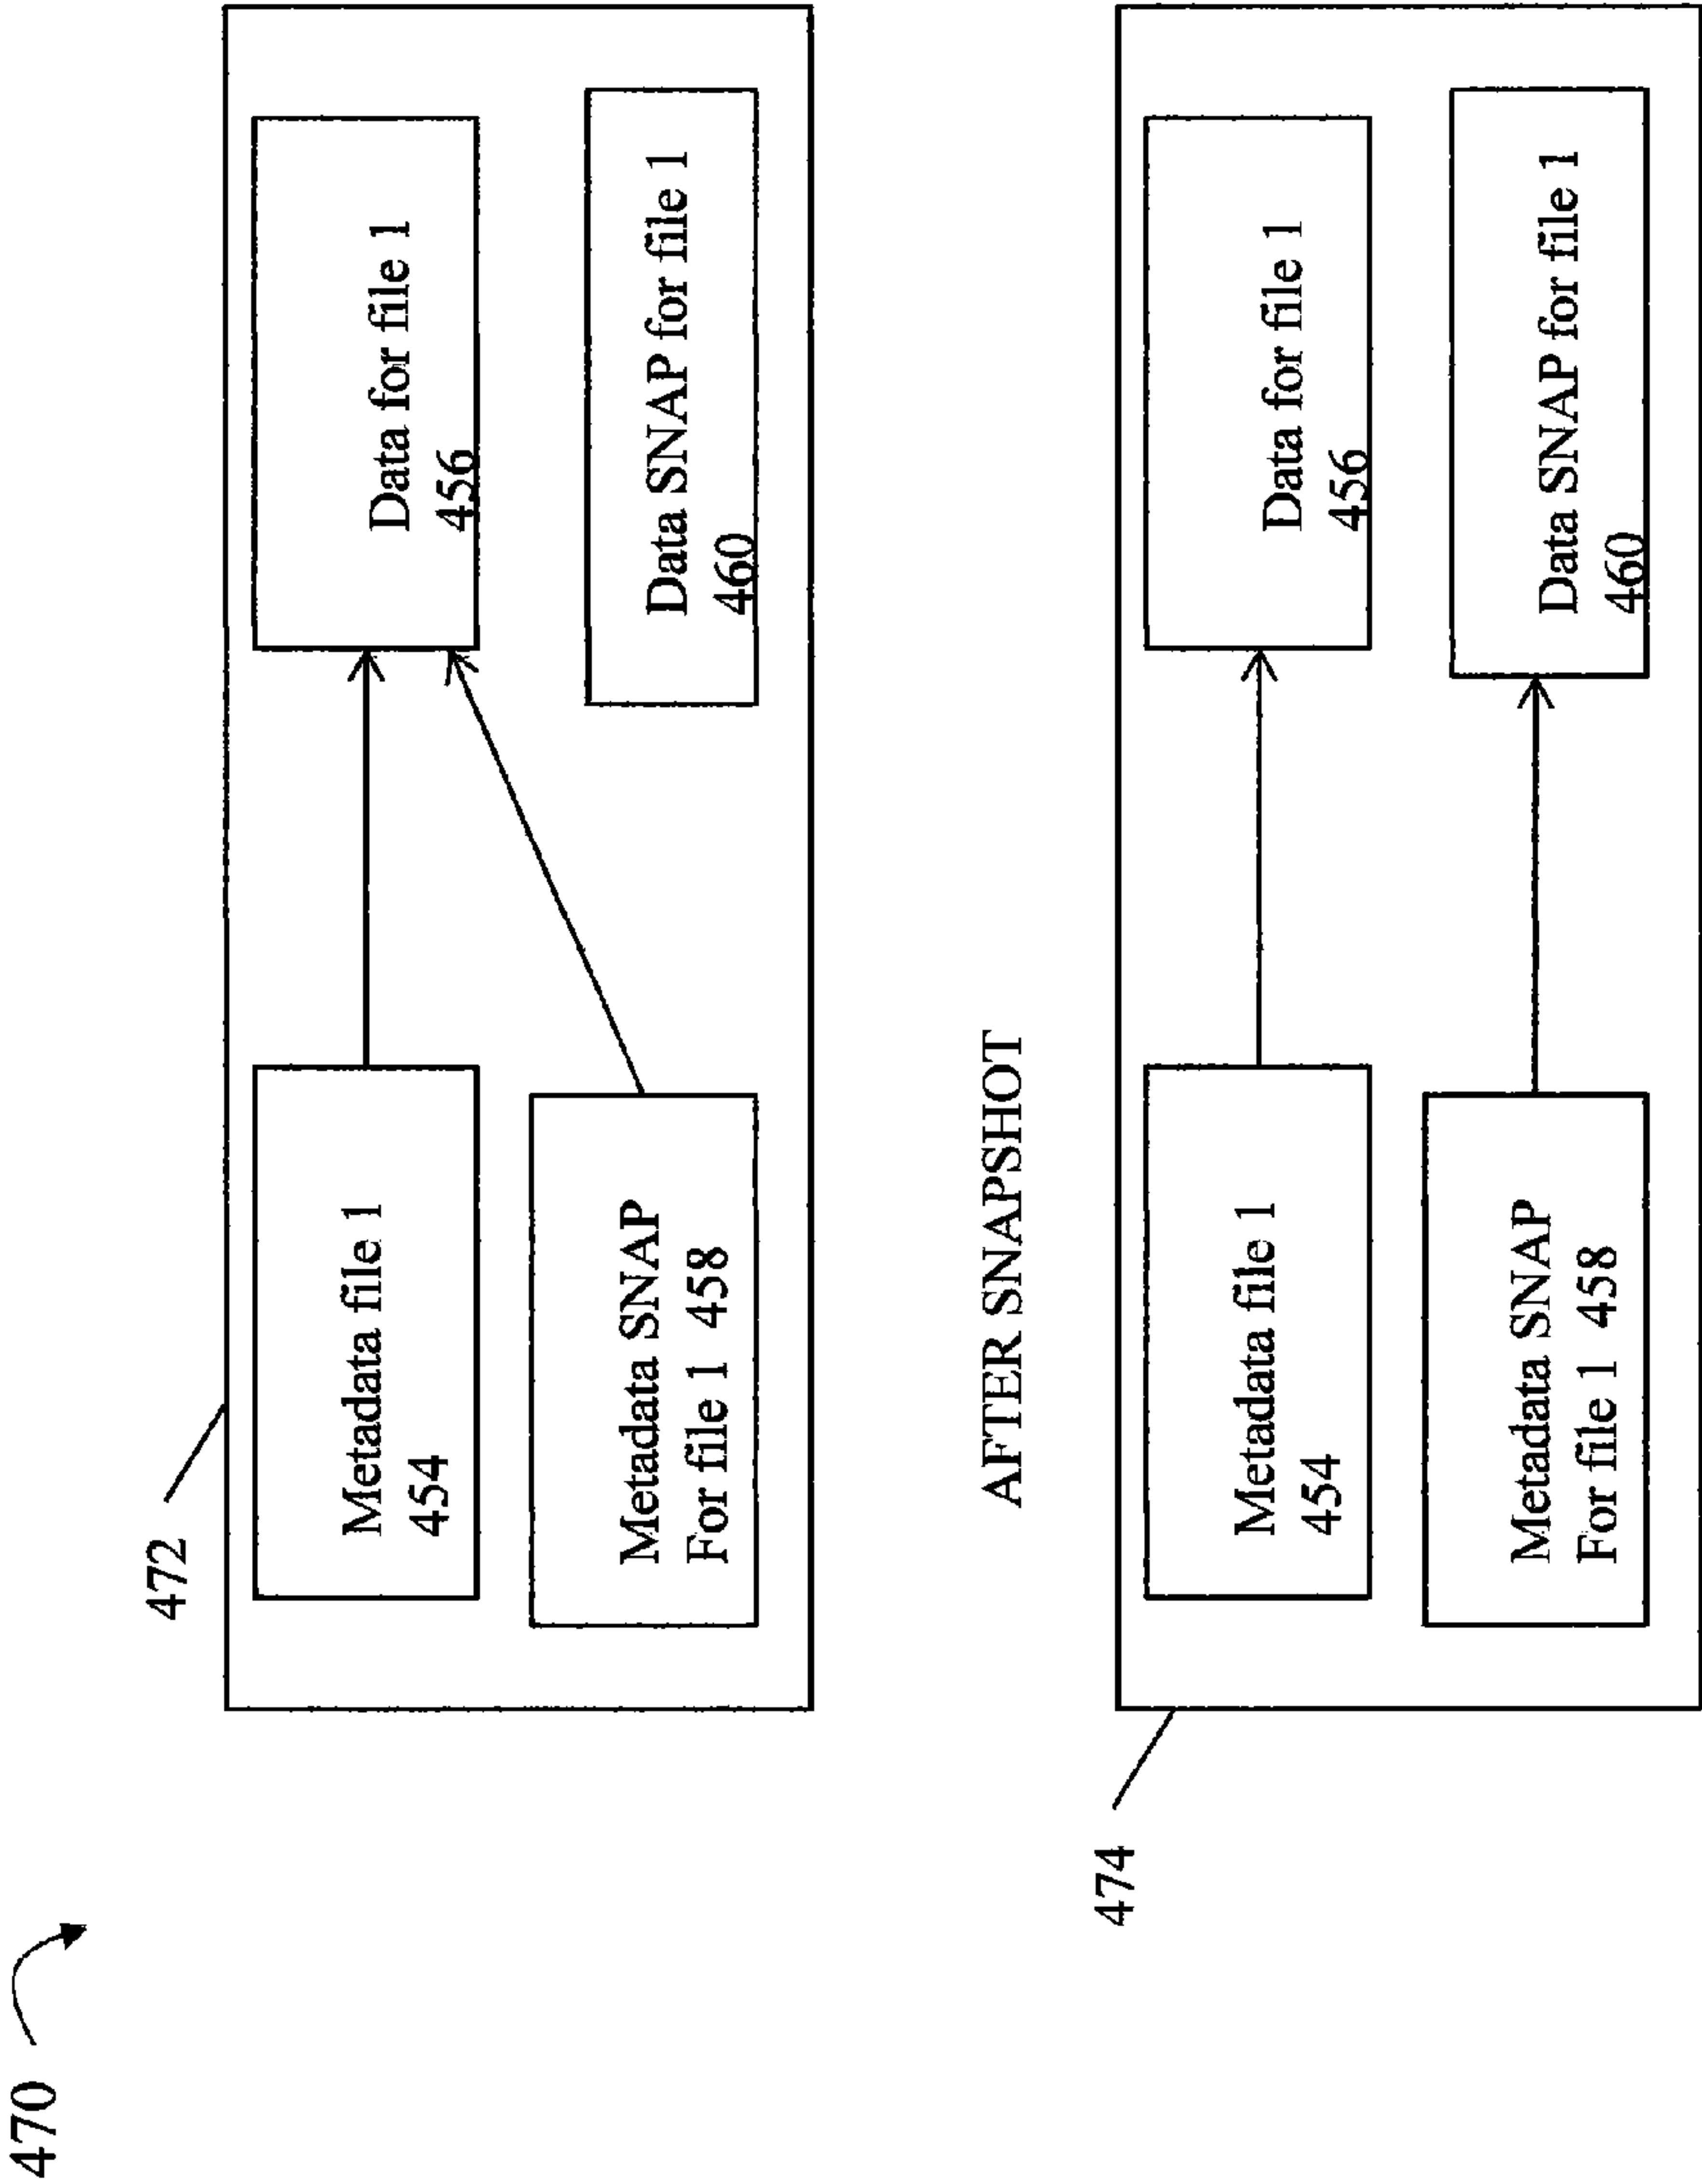 470
472
Metadata file 1
454
Data for file 1
456
Metadata SNAP
For file 1 458
Data SNAP for file 1
460
AFTER SNAPSHOT
474
Metadata file 1
454
Data for file 1
456
Metadata SNAP
For file 1 458
Data SNAP for file 1
460